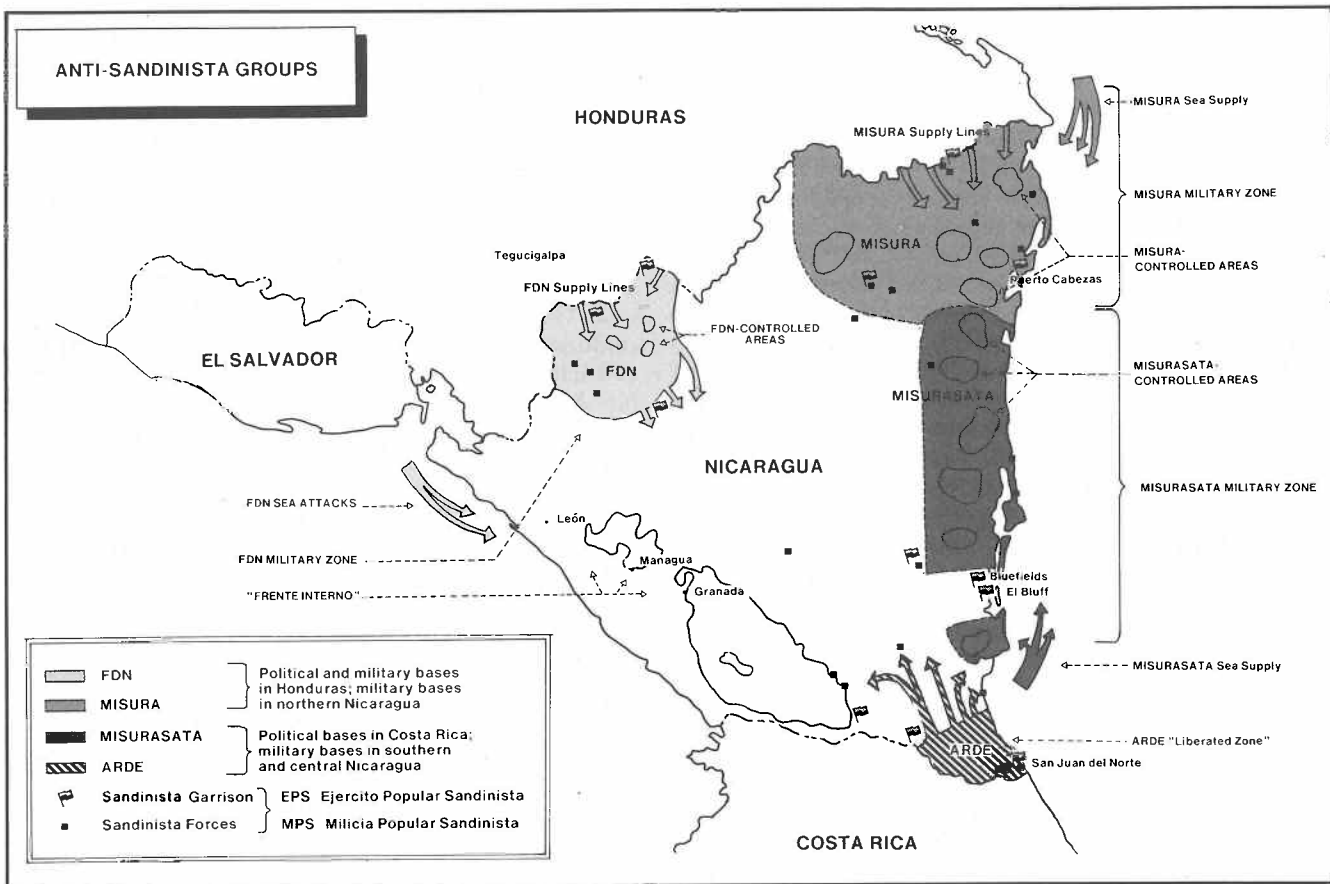 ANTI-SANDINISTA GROUPS
HONDURAS
MISURA Sea Supply
MISURA Supply Lines
MISURA MILITARY ZONE
MISURA
MISURA-
CONTROLLED AREAS
Puerto Cabezas
Tegucigalpa
FDN Supply Lines
FDN-CONTROLLED
AREAS
EL SALVADOR
FDN
MISURASATA-
CONTROLLED AREAS
MISURASATA
NICARAGUA
MISURASATA MILITARY ZONE
FDN SEA ATTACKS
León
FDN MILITARY ZONE
Managua
"FRENTE INTERNO"
Granada
Bluefields
El Bluff
MISURASATA Sea Supply
ARDE "Liberated Zone"
ARDE
San Juan del Norte
COSTA RICA
FDN
MISURA
Political and military bases
in Honduras; military bases
in northern Nicaragua
MISURASATA
ARDE
Political bases in Costa Rica;
military bases in southern
and central Nicaragua
Sandinista Garrison
Sandinista Forces
EPS Ejercito Popular Sandinista
MPS Milicia Popular Sandinista